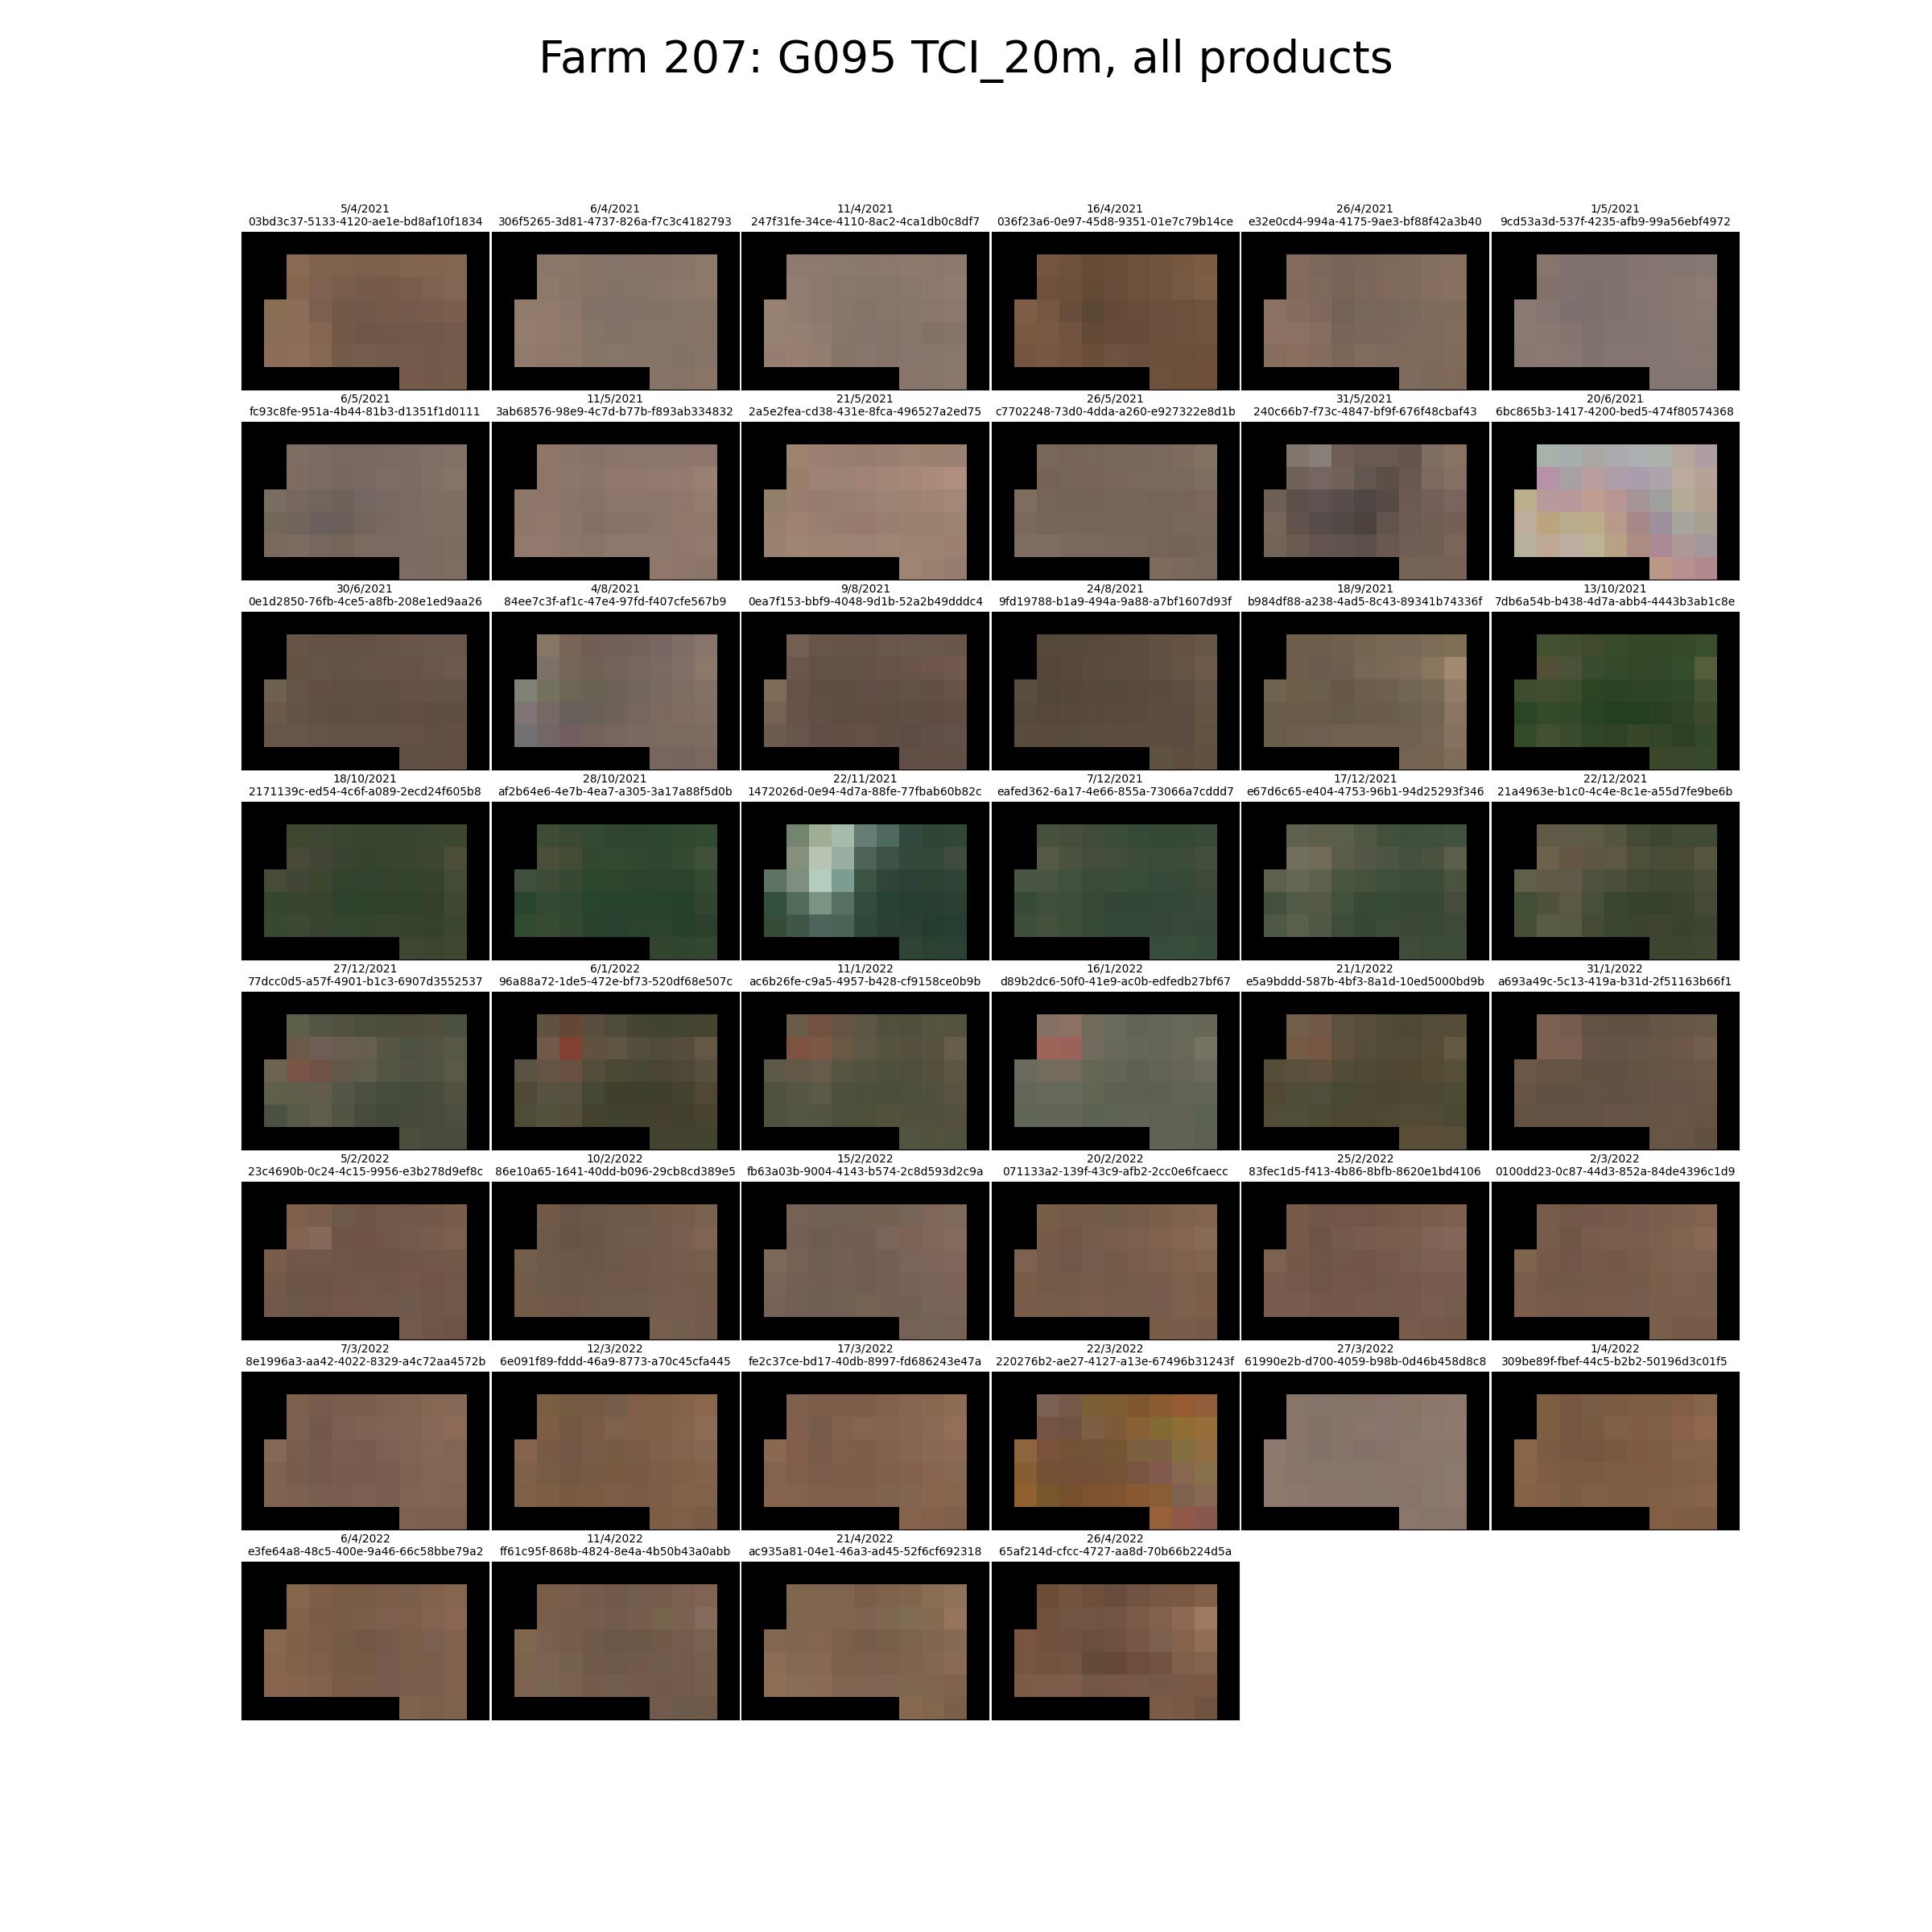 Farm 207: G095 TCI_20m, all products
5/4/2021 6/4/2021 11/4/2021 16/4/2021 26/4/2021 1/5/2021
03bd3c37-5133-4120-ae1e-bd8af10f1834 306f5265-3d81-4737-826a-f7c3c4182793 247f31fe-34ce-4110-8ac2-4ca1db0c8df7 036f23a6-0e97-45d8-9351-01e7c79b14ce e32e0cd4-994a-4175-9ae3-bf88f42a3b40 9cd53a3d-537f-4235-afb9-99a56ebf4972
6/5/2021 11/5/2021 21/5/2021 26/5/2021 31/5/2021 20/6/2021
fc93c8fe-951a-4b44-81b3-d1351f1d0111 3ab68576-98e9-4c7d-b77b-f893ab334832 2a5e2fea-cd38-431e-8fca-496527a2ed75 c7702248-73d0-4dda-a260-e927322e8d1b 240c66b7-f73c-4847-bf9f-676f48cbaf43 6bc865b3-1417-4200-bed5-474f80574368
30/6/2021 4/8/2021 9/8/2021 24/8/2021 18/9/2021 13/10/2021
0e1d2850-76fb-4ce5-a8fb-208e1ed9aa26 84ee7c3f-af1c-47e4-97fd-f407cfe567b9 0ea7f153-bbf9-4048-9d1b-52a2b49dddc4 9fd19788-b1a9-494a-9a88-a7bf1607d93f b984df88-a238-4ad5-8c43-89341b74336f 7db6a54b-b438-4d7a-abb4-4443b3ab1c8e
18/10/2021 28/10/2021 22/11/2021 7/12/2021 17/12/2021 22/12/2021
2171139c-ed54-4c6f-a089-2ecd24f605b8 af2b64e6-4e7b-4ea7-a305-3a17a88f5d0b 1472026d-0e94-4d7a-88fe-77fbab60b82c eafed362-6a17-4e66-855a-73066a7cddd7 e67d6c65-e404-4753-96b1-94d25293f346 21a4963e-b1c0-4c4e-8c1e-a55d7fe9be6b
27/12/2021 6/1/2022 11/1/2022 16/1/2022 21/1/2022 31/1/2022
77dcc0d5-a57f-4901-b1c3-6907d3552537 96a88a72-1de5-472e-bf73-520df68e507c ac6b26fe-c9a5-4957-b428-cf9158ce0b9b d89b2dc6-50f0-41e9-ac0b-edfedb27bf67 e5a9bddd-587b-4bf3-8a1d-10ed5000bd9b a693a49c-5c13-419a-b31d-2f51163b66f1
5/2/2022 10/2/2022 15/2/2022 20/2/2022 25/2/2022 2/3/2022
23c4690b-0c24-4c15-9956-e3b278d9ef8c 86e10a65-1641-40dd-b096-29cb8cd389e5 fb63a03b-9004-4143-b574-2c8d593d2c9a 071133a2-139f-43c9-afb2-2cc0e6fcaecc 83fec1d5-f413-4b86-8bfb-8620e1bd4106 0100dd23-0c87-44d3-852a-84de4396c1d9
7/3/2022 12/3/2022 17/3/2022 22/3/2022 27/3/2022 1/4/2022
8e1996a3-aa42-4022-8329-a4c72aa4572b 6e091f89-fddd-46a9-8773-a70c45cfa445 fe2c37ce-bd17-40db-8997-fd686243e47a 220276b2-ae27-4127-a13e-67496b31243f 61990e2b-d700-4059-b98b-0d46b458d8c8 309be89f-fbef-44c5-b2b2-50196d3c01f5
6/4/2022 11/4/2022 21/4/2022 26/4/2022
e3fe64a8-48c5-400e-9a46-66c58bbe79a2 ff61c95f-868b-4824-8e4a-4b50b43a0abb ac935a81-04e1-46a3-ad45-52f6cf692318 65af214d-cfcc-4727-aa8d-70b66b224d5a